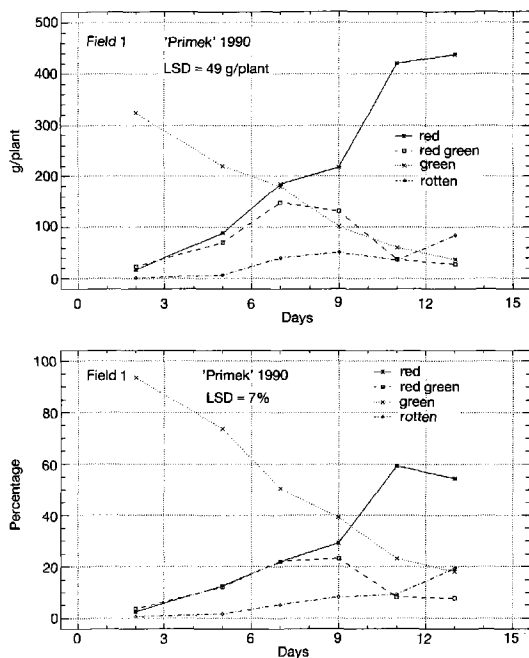 500
400
300
200
100
0
g/plant
Field 1
'Primek' 1990
LSD = 49 g/plant
red
red green
green
rotten
0 3 6 9 12 15
Days
100
80
60
40
20
0
Percentage
Field 1
'Primek' 1990
LSD = 7%
red
red green
green
rotten
0 3 6 9 12 15
Days